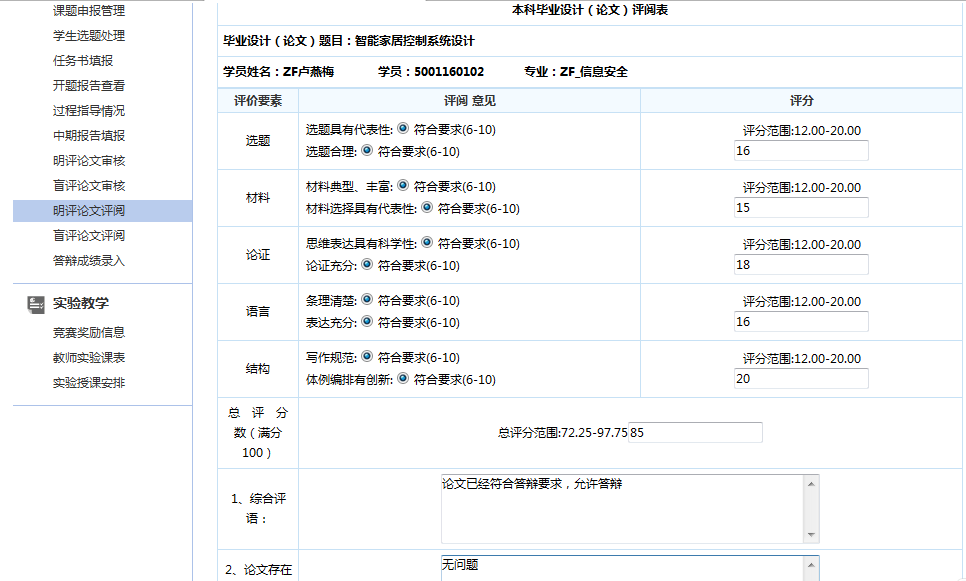 课题申报管理
学生选题处理
任务书填报
开题报告查看
过程指导情况
中期报告填报
明评论文审核
盲评论文审核
明评论文评阅
盲评论文评阅
答辩成绩录入
实验教学
竞赛奖励信息
教师实验课表
实验授课安排
本科毕业设计（论文）评阅表
毕业设计（论文）题目：智能家居控制系统设计
学员姓名：ZF卢燕梅 学员：5001160102 专业：ZF_信息安全
评价要素 评阅 意见 评分
选题
选题具有代表性: 符合要求(6-10)
选题合理: 符合要求(6-10)
评分范围:12.00-20.00
16
材料
材料典型、丰富: 符合要求(6-10)
材料选择具有代表性: 符合要求(6-10)
评分范围:12.00-20.00
15
论证
思维表达具有科学性: 符合要求(6-10)
论证充分: 符合要求(6-10)
评分范围:12.00-20.00
18
语言
条理清楚: 符合要求(6-10)
表达充分: 符合要求(6-10)
评分范围:12.00-20.00
16
结构
写作规范: 符合要求(6-10)
体例编排有创新: 符合要求(6-10)
评分范围:12.00-20.00
20
总 评 分
数（满分
100）
总评分范围:72.25-97.75 85
1、综合评
语：
论文已经符合答辩要求，允许答辩
2、论文存在
无问题